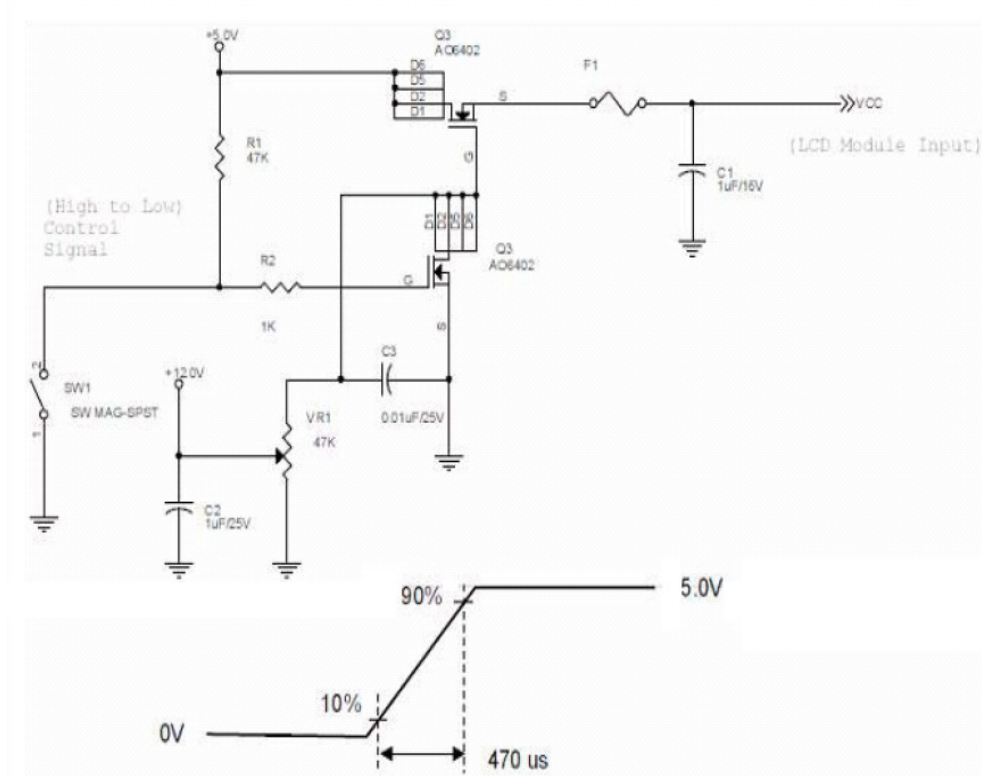 +5.0V
Q3
AO6402
D6
D5
D2
D1
S
G
F1
VCC
(LCD Module Input)
C1
1uF/16V
R1
47K
(High to Low)
Control
Signal
D1
D2
D5
D6
Q3
AO6402
R2
1K
G
S
2
SW1
SW MAG-SPST
1
+12.0V
C3
0.01uF/25V
VR1
47K
C2
1uF/25V
90%
5.0V
10%
0V
470 us